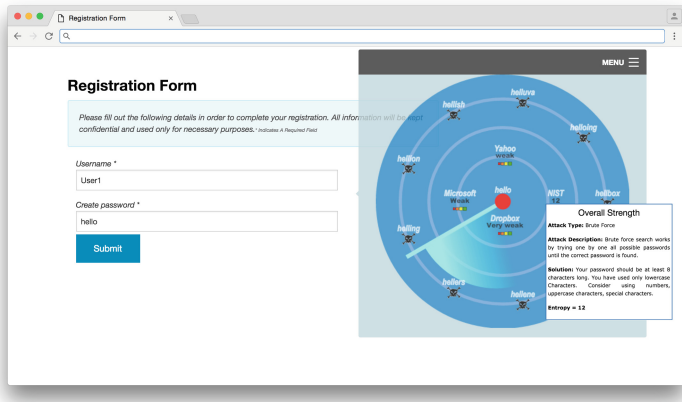 Registration Form
MENU
Registration Form
Please fill out the following details in order to complete your registration. All information will be kept
confidential and used only for necessary purposes.* Indicates A Required Field
Username *
User1
Create password *
hello
Submit
helluva
hellish
helloing
Yahoo
weak
hellion
Microsoft
Weak
hello
NIST
12
hellbox
Dropbox
Very weak
helling
hellers
hellene
Overall Strength
Attack Type: Brute Force
Attack Description: Brute force search works
by trying one by one all possible passwords
until the correct password is found.
Solution: Your password should be at least 8
characters long. You have used only lowercase
Characters. Consider using numbers,
uppercase characters, special characters.
Entropy = 12